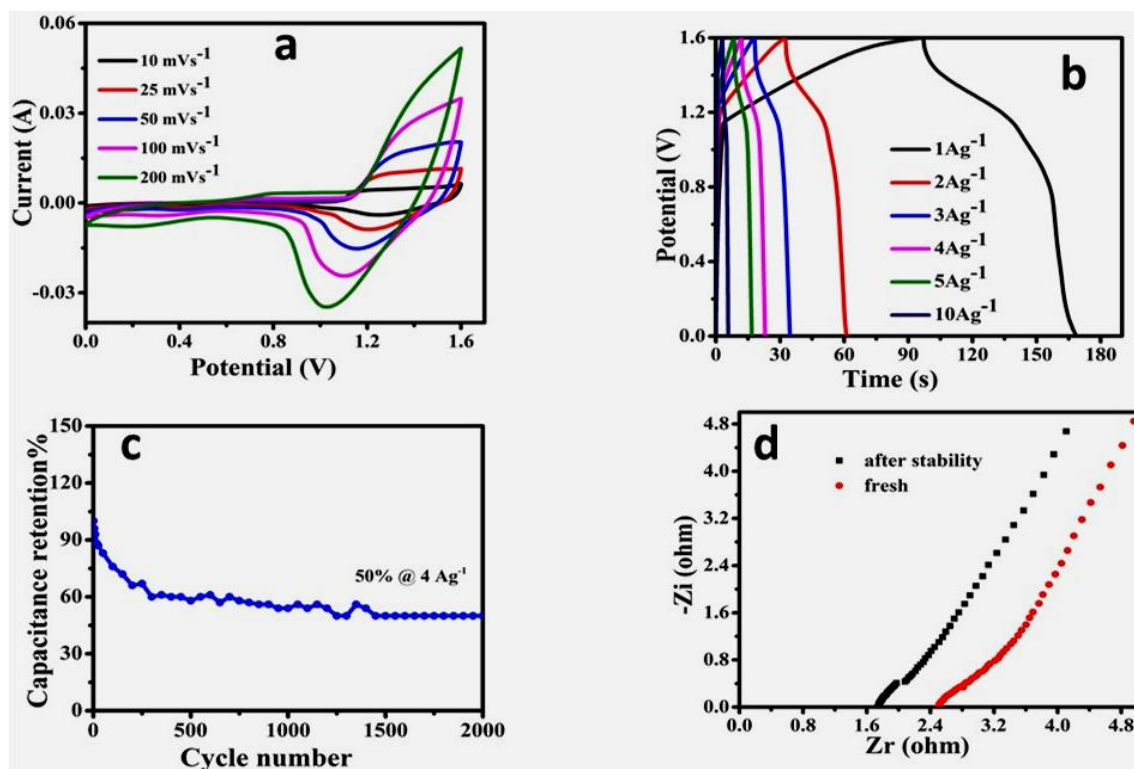 a
0.06
0.03
0.00
-0.03
Current (A)
10 mVs⁻¹
25 mVs⁻¹
50 mVs⁻¹
100 mVs⁻¹
200 mVs⁻¹
0.0 0.4 0.8 1.2 1.6
Potential (V)
b
1.6
1.2
0.8
0.4
0.0
Potential (V)
1Ag⁻¹
2Ag⁻¹
3Ag⁻¹
4Ag⁻¹
5Ag⁻¹
10Ag⁻¹
0 30 60 90 120 150 180
Time (s)
c
150
120
90
60
30
0
Capacitance retention%
50% @ 4 Ag⁻¹
0 500 1000 1500 2000
Cycle number
d
4.8
4.0
3.2
2.4
1.6
0.8
0.0
-Zi (ohm)
after stability
fresh
0.0 0.8 1.6 2.4 3.2 4.0 4.8
Zr (ohm)